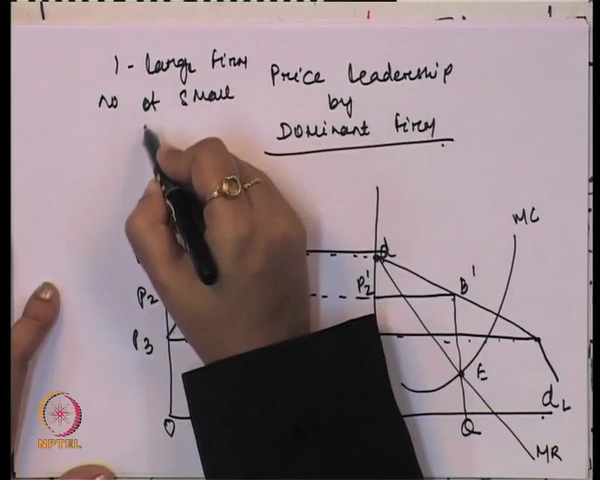 1 - Large Firm
no of Small
Price Leadership
by
Dominant Firm
MC
d
P2'
B'
P2
P3
E
dL
O
Q
MR
NPTEL